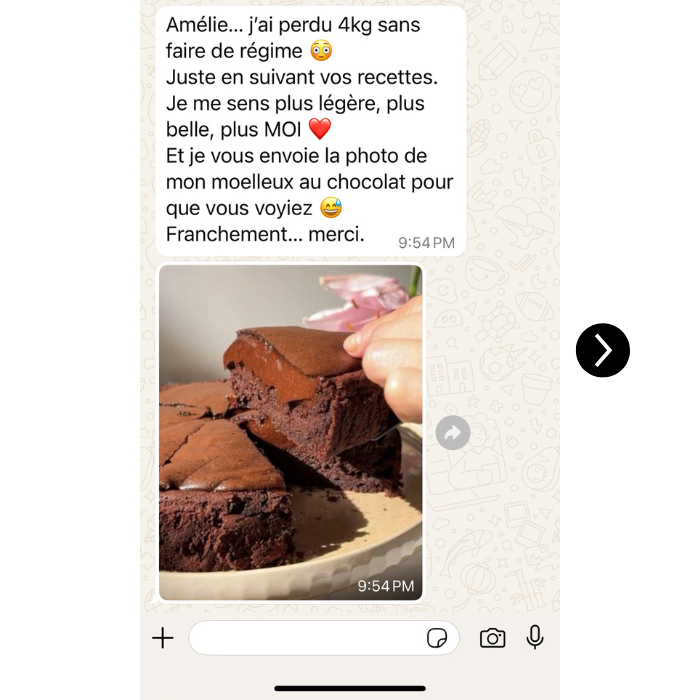 Amélie... j'ai perdu 4kg sans
faire de régime 😳
Juste en suivant vos recettes.
Je me sens plus légère, plus
belle, plus MOI ❤️
Et je vous envoie la photo de
mon moelleux au chocolat pour
que vous voyiez 😅
Franchement... merci.
9:54 PM
9:54 PM